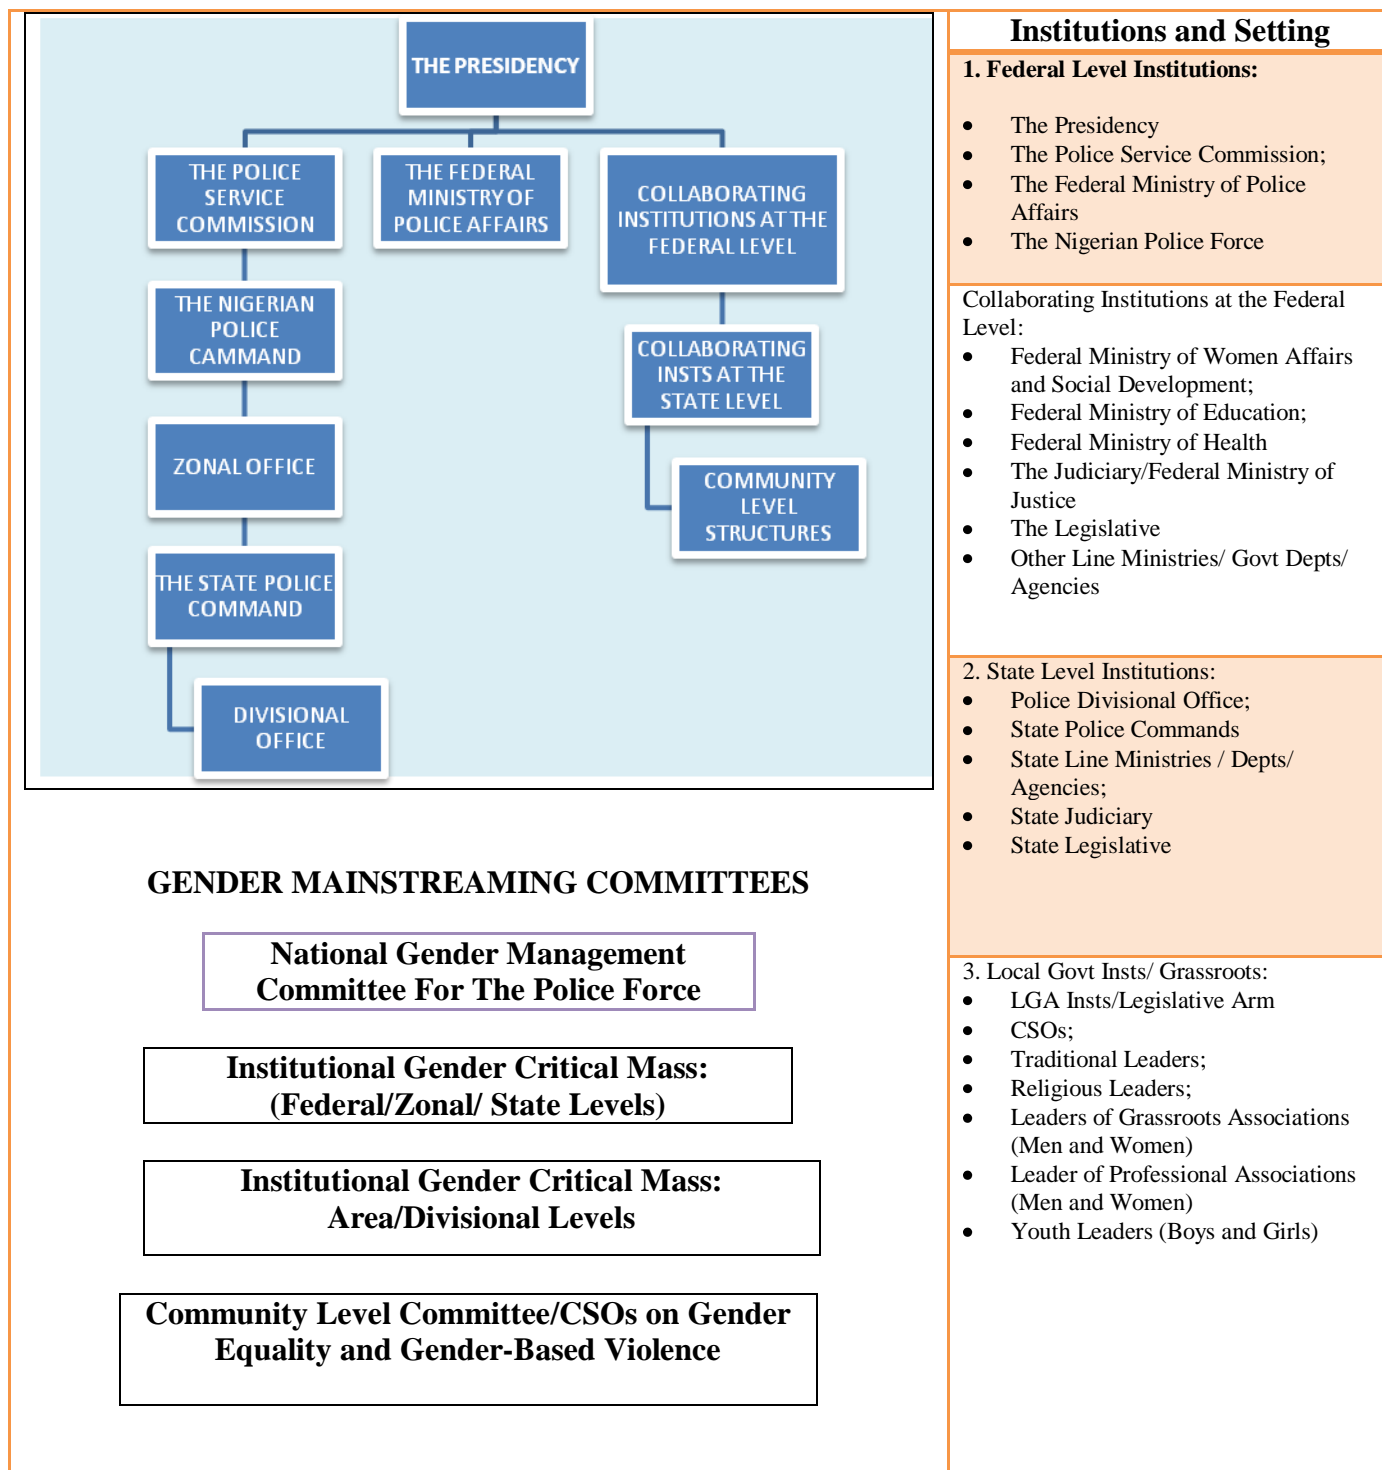 THE PRESIDENCY
THE POLICE
SERVICE
COMMISSION
THE FEDERAL
MINISTRY OF
POLICE AFFAIRS
COLLABORATING
INSTITUTIONS AT THE
FEDERAL LEVEL
THE NIGERIAN
POLICE
CAMMAND
COLLABORATING
INSTS AT THE
STATE LEVEL
ZONAL OFFICE
COMMUNITY
LEVEL
STRUCTURES
THE STATE POLICE
COMMAND
DIVISIONAL
OFFICE
GENDER MAINSTREAMING COMMITTEES
National Gender Management
Committee For The Police Force
Institutional Gender Critical Mass:
(Federal/Zonal/ State Levels)
Institutional Gender Critical Mass:
Area/Divisional Levels
Community Level Committee/CSOs on Gender
Equality and Gender-Based Violence
Institutions and Setting
1. Federal Level Institutions:
• The Presidency
• The Police Service Commission;
• The Federal Ministry of Police
Affairs
• The Nigerian Police Force
Collaborating Institutions at the Federal
Level:
• Federal Ministry of Women Affairs
and Social Development;
• Federal Ministry of Education;
• Federal Ministry of Health
• The Judiciary/Federal Ministry of
Justice
• The Legislative
• Other Line Ministries/ Govt Depts/
Agencies
2. State Level Institutions:
• Police Divisional Office;
• State Police Commands
• State Line Ministries / Depts/
Agencies;
• State Judiciary
• State Legislative
3. Local Govt Insts/ Grassroots:
• LGA Insts/Legislative Arm
• CSOs;
• Traditional Leaders;
• Religious Leaders;
• Leaders of Grassroots Associations
(Men and Women)
• Leader of Professional Associations
(Men and Women)
• Youth Leaders (Boys and Girls)